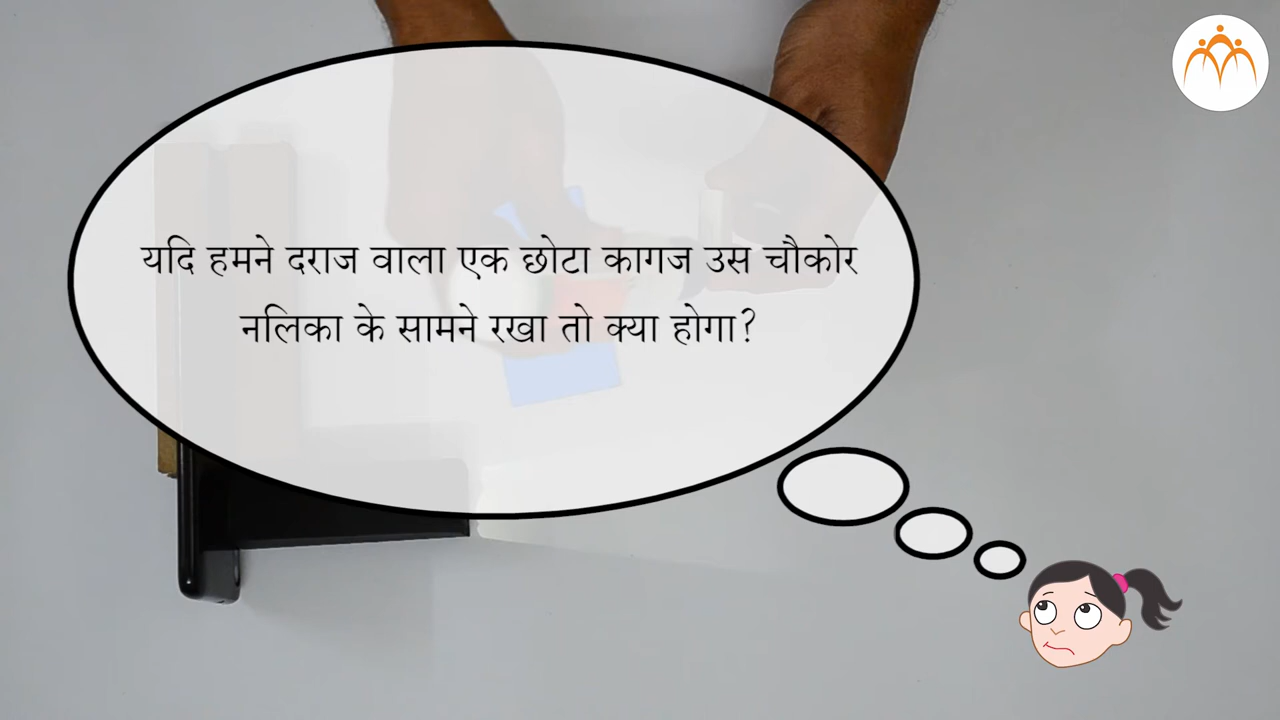 यदि हमने दराज वाला एक छोटा कागज उस चौकोर
नलिका के सामने रखा तो क्या होगा?